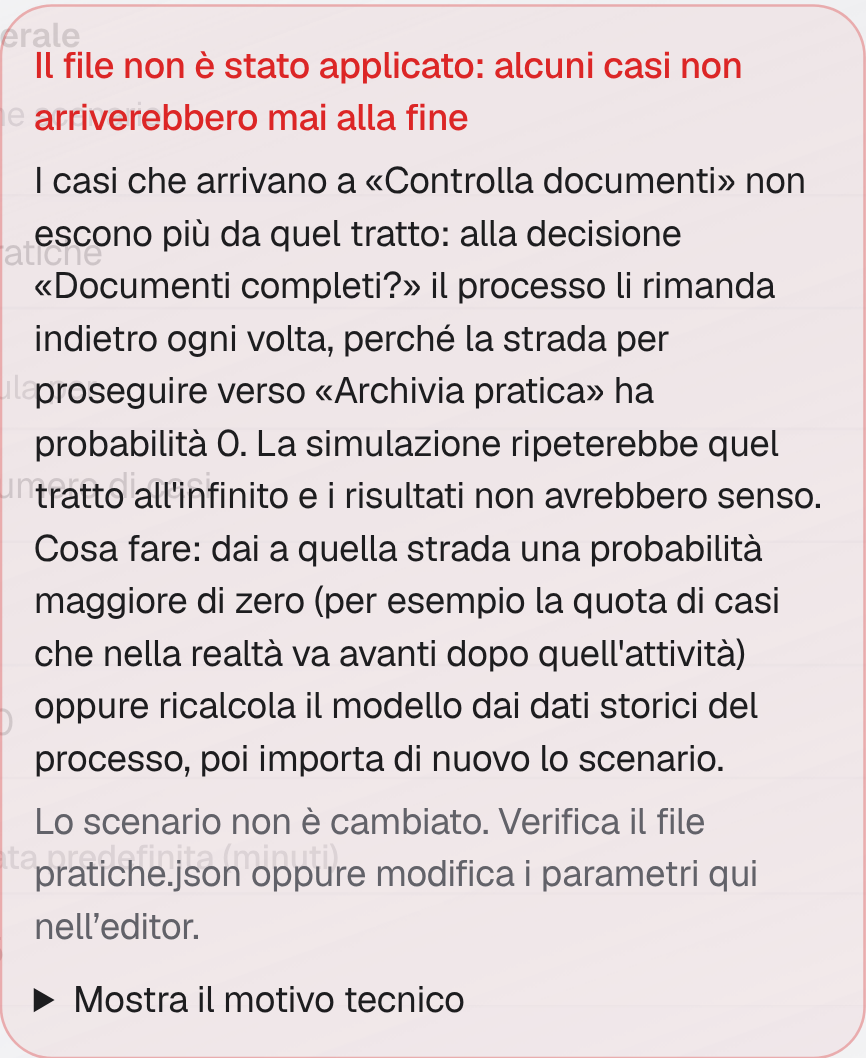 Il file non è stato applicato: alcuni casi non
arriverebbero mai alla fine
I casi che arrivano a «Controlla documenti» non
escono più da quel tratto: alla decisione
«Documenti completi?» il processo li rimanda
indietro ogni volta, perché la strada per
proseguire verso «Archivia pratica» ha
probabilità 0. La simulazione ripeterebbe quel
tratto all'infinito e i risultati non avrebbero senso.
Cosa fare: dai a quella strada una probabilità
maggiore di zero (per esempio la quota di casi
che nella realtà va avanti dopo quell'attività)
oppure ricalcola il modello dai dati storici del
processo, poi importa di nuovo lo scenario.
Lo scenario non è cambiato. Verifica il file
pratiche.json oppure modifica i parametri qui
nell’editor.
▶ Mostra il motivo tecnico